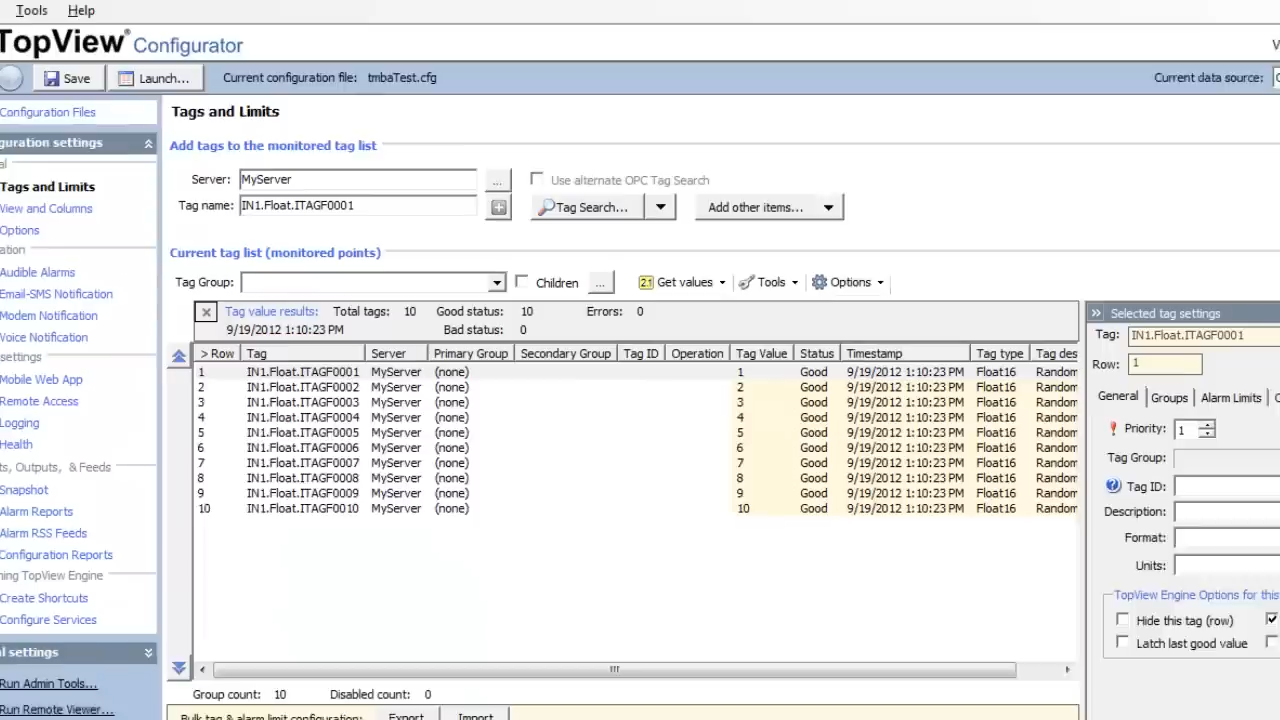 Tools Help
TopView® Configurator
Save Launch... Current configuration file: tmbaTest.cfg Current data source:
Configuration Files
guration settings
al
Tags and Limits
View and Columns
Options
ation
Audible Alarms
Email-SMS Notification
Modem Notification
Voice Notification
settings
Mobile Web App
Remote Access
Logging
Health
ts, Outputs, & Feeds
Snapshot
Alarm Reports
Alarm RSS Feeds
Configuration Reports
ning TopView Engine
Create Shortcuts
Configure Services
al settings
Run Admin Tools...
Run Remote Viewer...
Tags and Limits
Add tags to the monitored tag list
Server: MyServer ... Use alternate OPC Tag Search
Tag name: IN1.Float.ITAGF0001 Tag Search... Add other items...
Current tag list (monitored points)
Tag Group: Children ... Get values Tools Options
Tag value results: Total tags: 10 Good status: 10 Errors: 0
9/19/2012 1:10:23 PM Bad status: 0
> Row Tag Server Primary Group Secondary Group Tag ID Operation Tag Value Status Timestamp Tag type Tag des
1 IN1.Float.ITAGF0001 MyServer (none) 1 Good 9/19/2012 1:10:23 PM Float16 Random
2 IN1.Float.ITAGF0002 MyServer (none) 2 Good 9/19/2012 1:10:23 PM Float16 Random
3 IN1.Float.ITAGF0003 MyServer (none) 3 Good 9/19/2012 1:10:23 PM Float16 Random
4 IN1.Float.ITAGF0004 MyServer (none) 4 Good 9/19/2012 1:10:23 PM Float16 Random
5 IN1.Float.ITAGF0005 MyServer (none) 5 Good 9/19/2012 1:10:23 PM Float16 Random
6 IN1.Float.ITAGF0006 MyServer (none) 6 Good 9/19/2012 1:10:23 PM Float16 Random
7 IN1.Float.ITAGF0007 MyServer (none) 7 Good 9/19/2012 1:10:23 PM Float16 Random
8 IN1.Float.ITAGF0008 MyServer (none) 8 Good 9/19/2012 1:10:23 PM Float16 Random
9 IN1.Float.ITAGF0009 MyServer (none) 9 Good 9/19/2012 1:10:23 PM Float16 Random
10 IN1.Float.ITAGF0010 MyServer (none) 10 Good 9/19/2012 1:10:23 PM Float16 Random
Group count: 10 Disabled count: 0
Bulk tag & alarm limit configuration: Export Import
Selected tag settings
Tag: IN1.Float.ITAGF0001
Row: 1
General Groups Alarm Limits
Priority: 1
Tag Group:
Tag ID:
Description:
Format:
Units:
TopView Engine Options for this
Hide this tag (row)
Latch last good value